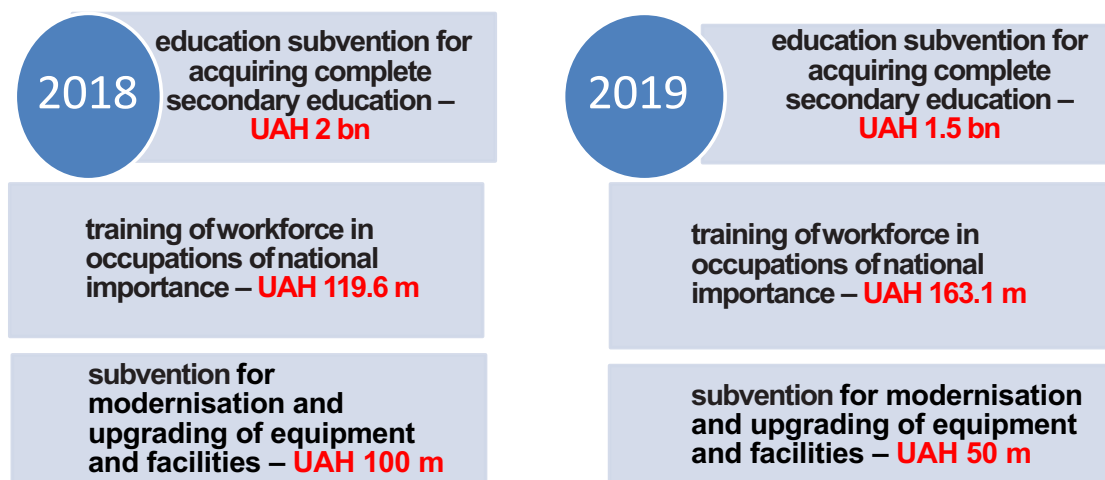 2018
education subvention for
acquiring complete
secondary education –
UAH 2 bn
training of workforce in
occupations of national
importance – UAH 119.6 m
subvention for
modernisation and
upgrading of equipment
and facilities – UAH 100 m
2019
education subvention for
acquiring complete
secondary education –
UAH 1.5 bn
training of workforce in
occupations of national
importance – UAH 163.1 m
subvention for modernisation
and upgrading of equipment
and facilities – UAH 50 m